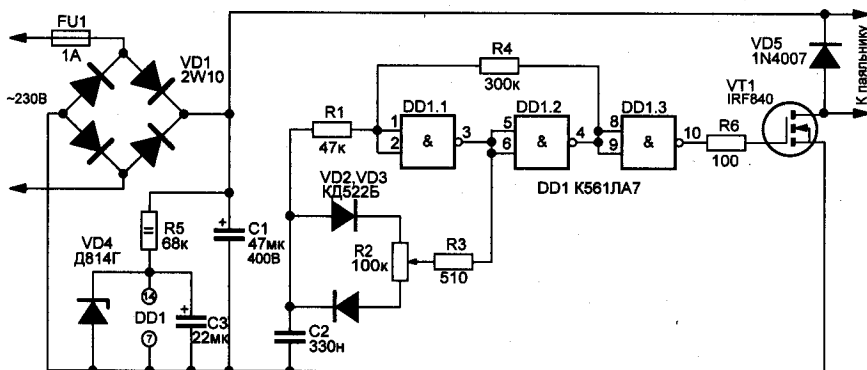 FU1
1А
VD1
2W10
~230В
R5
68к
VD4
Д814Г
14
DD1
7
+
C3
22мк
+
C1
47мк
400В
R1
47к
VD2,VD3
КД522Б
R2
100к
R3
510
C2
330н
R4
300к
DD1.1
1
2
&
3
DD1.2
5
6
&
4
DD1.3
8
9
&
10
DD1 К561ЛА7
R6
100
VT1
IRF840
VD5
1N4007
К паяльнику